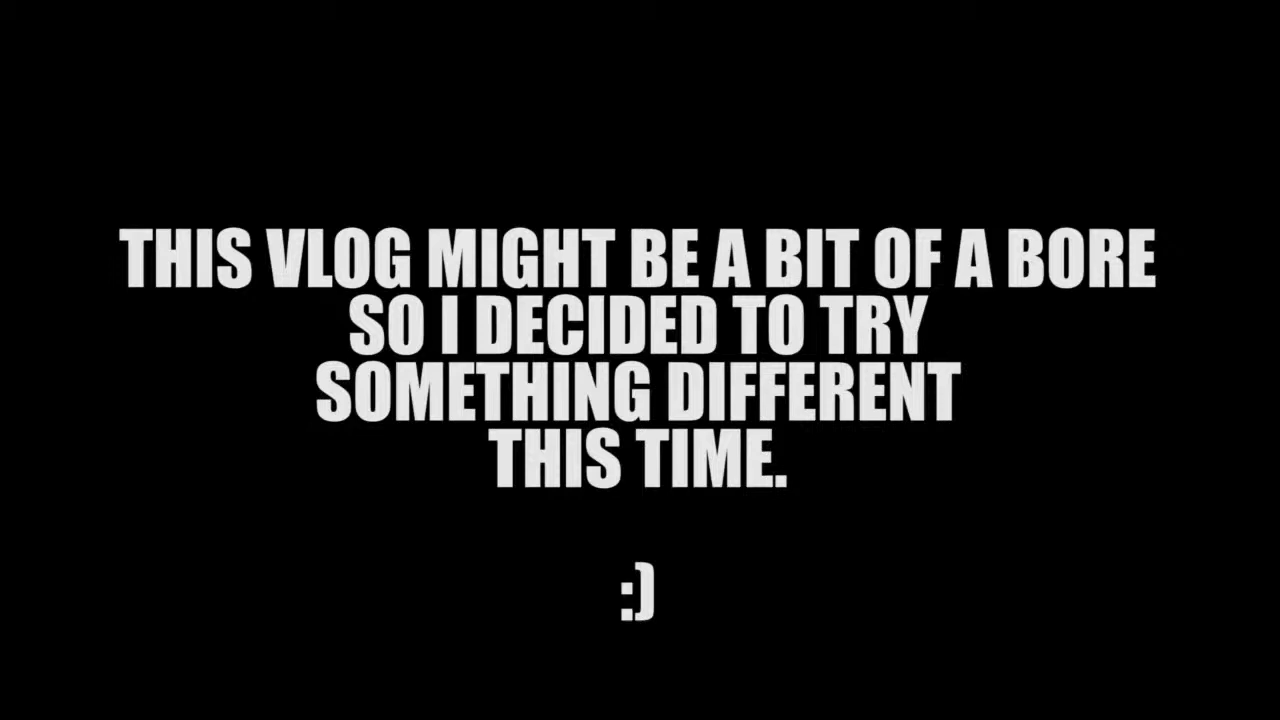 THIS VLOG MIGHT BE A BIT OF A BORE
SO I DECIDED TO TRY
SOMETHING DIFFERENT
THIS TIME.
:)